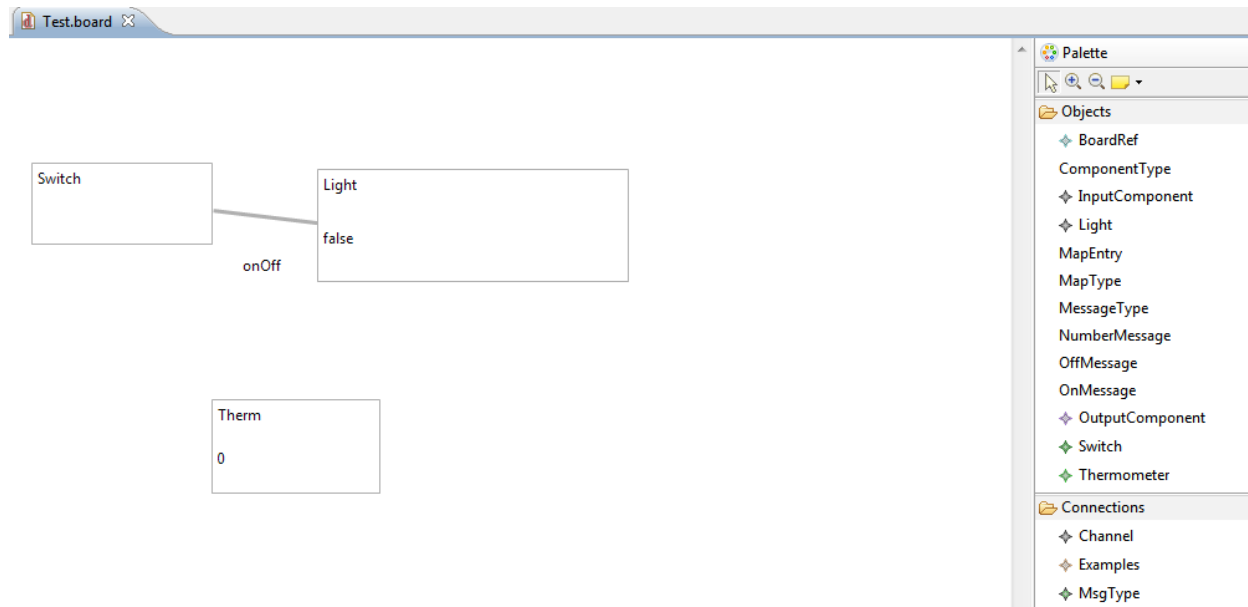 Test.board
Switch
Light
false
onOff
Therm
0
Palette
Objects
BoardRef
ComponentType
InputComponent
Light
MapEntry
MapType
MessageType
NumberMessage
OffMessage
OnMessage
OutputComponent
Switch
Thermometer
Connections
Channel
Examples
MsgType